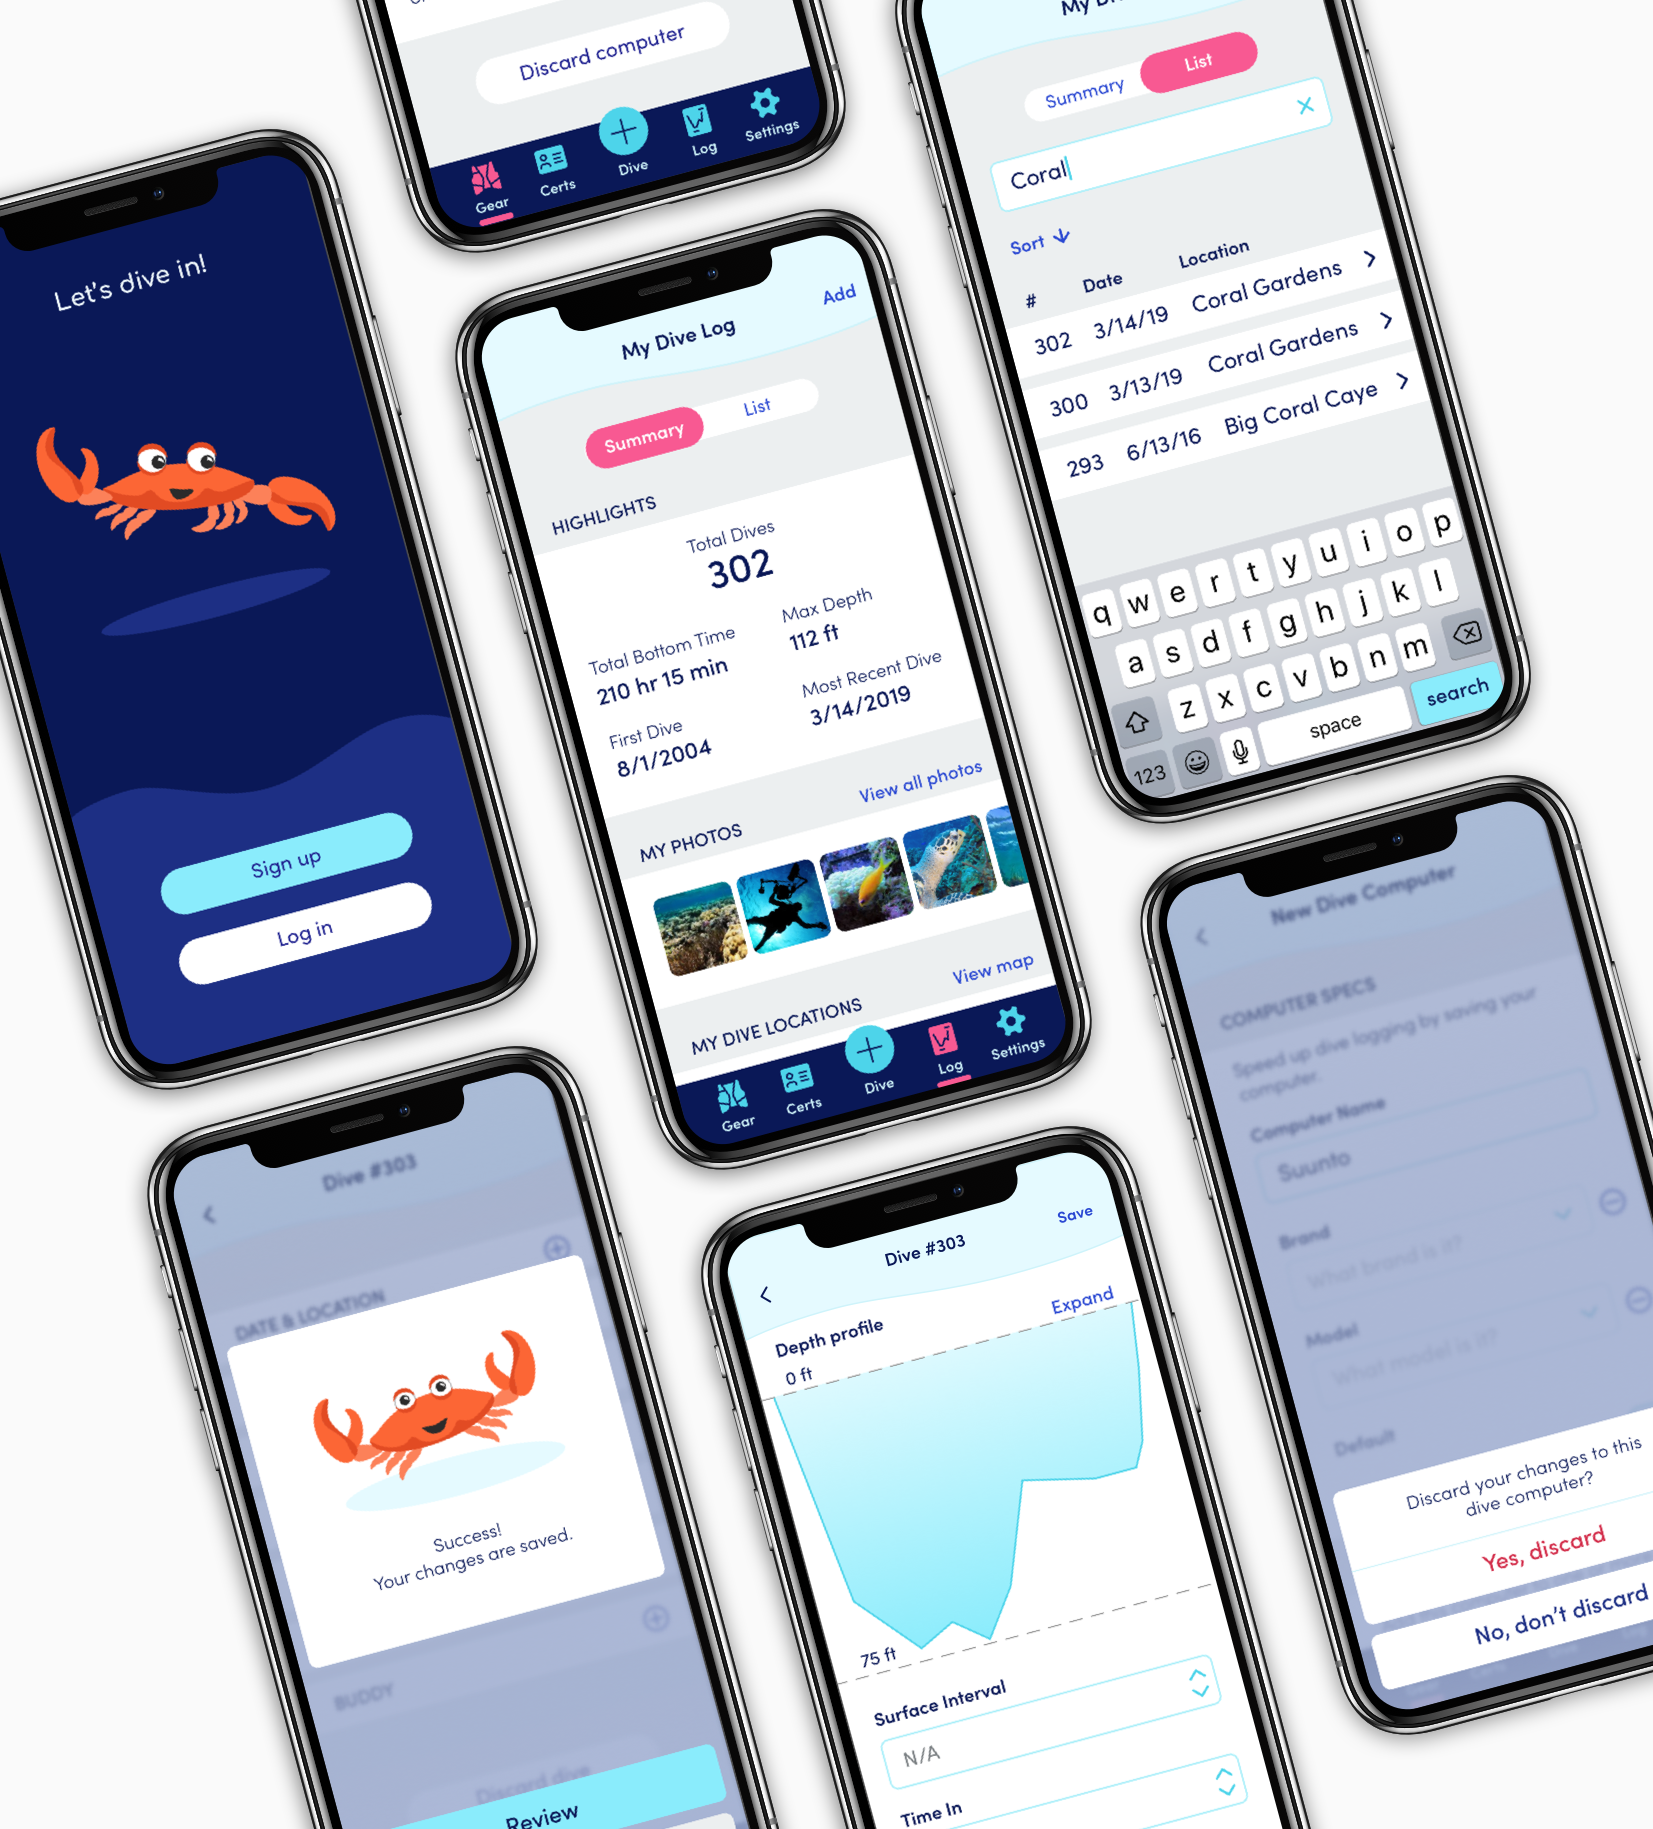 Discard computer
Gear
Certs
Dive
Log
Settings
Summary
List
Coral
Sort
#
Date
Location
302 3/14/19 Coral Gardens
300 3/13/19 Coral Gardens
293 6/13/16 Big Coral Caye
q w e r t y u i o p
a s d f g h j k l
z x c v b n m
123
space
search
Let's dive in!
Sign up
Log in
My Dive Log
Add
Summary
List
HIGHLIGHTS
Total Dives
302
Total Bottom Time
210 hr 15 min
Max Depth
112 ft
First Dive
8/1/2004
Most Recent Dive
3/14/2019
MY PHOTOS
View all photos
MY DIVE LOCATIONS
View map
Gear
Certs
Dive
Log
Settings
New Dive Computer
COMPUTER SPECS
Speed up dive logging by saving your
computer.
Computer Name
Suunto
Brand
What brand is it?
Model
What model is it?
Default
Discard your changes to this
dive computer?
Yes, discard
No, don't discard
Dive #303
DATE & LOCATION
Success!
Your changes are saved.
BUDDY
Discard dive
Review
Dive #303
Save
Depth profile
Expand
0 ft
75 ft
Surface Interval
N/A
Time In